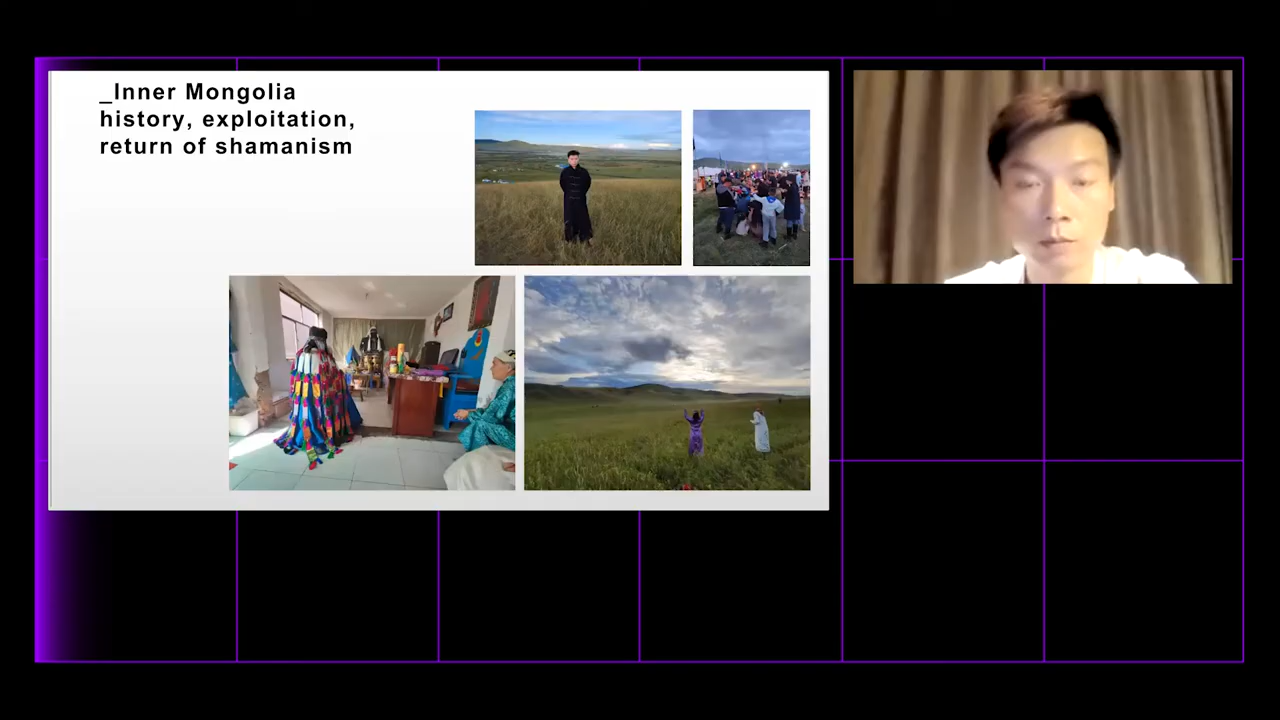 _Inner Mongolia
history, exploitation,
return of shamanism